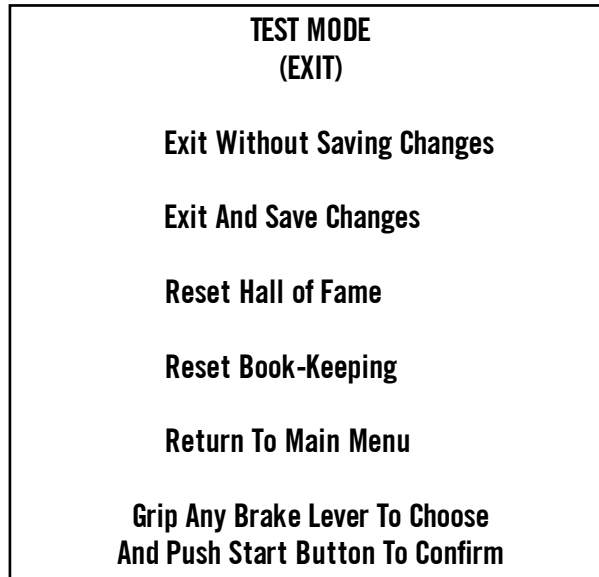 TEST MODE
(EXIT)
Exit Without Saving Changes
Exit And Save Changes
Reset Hall of Fame
Reset Book-Keeping
Return To Main Menu
Grip Any Brake Lever To Choose
And Push Start Button To Confirm